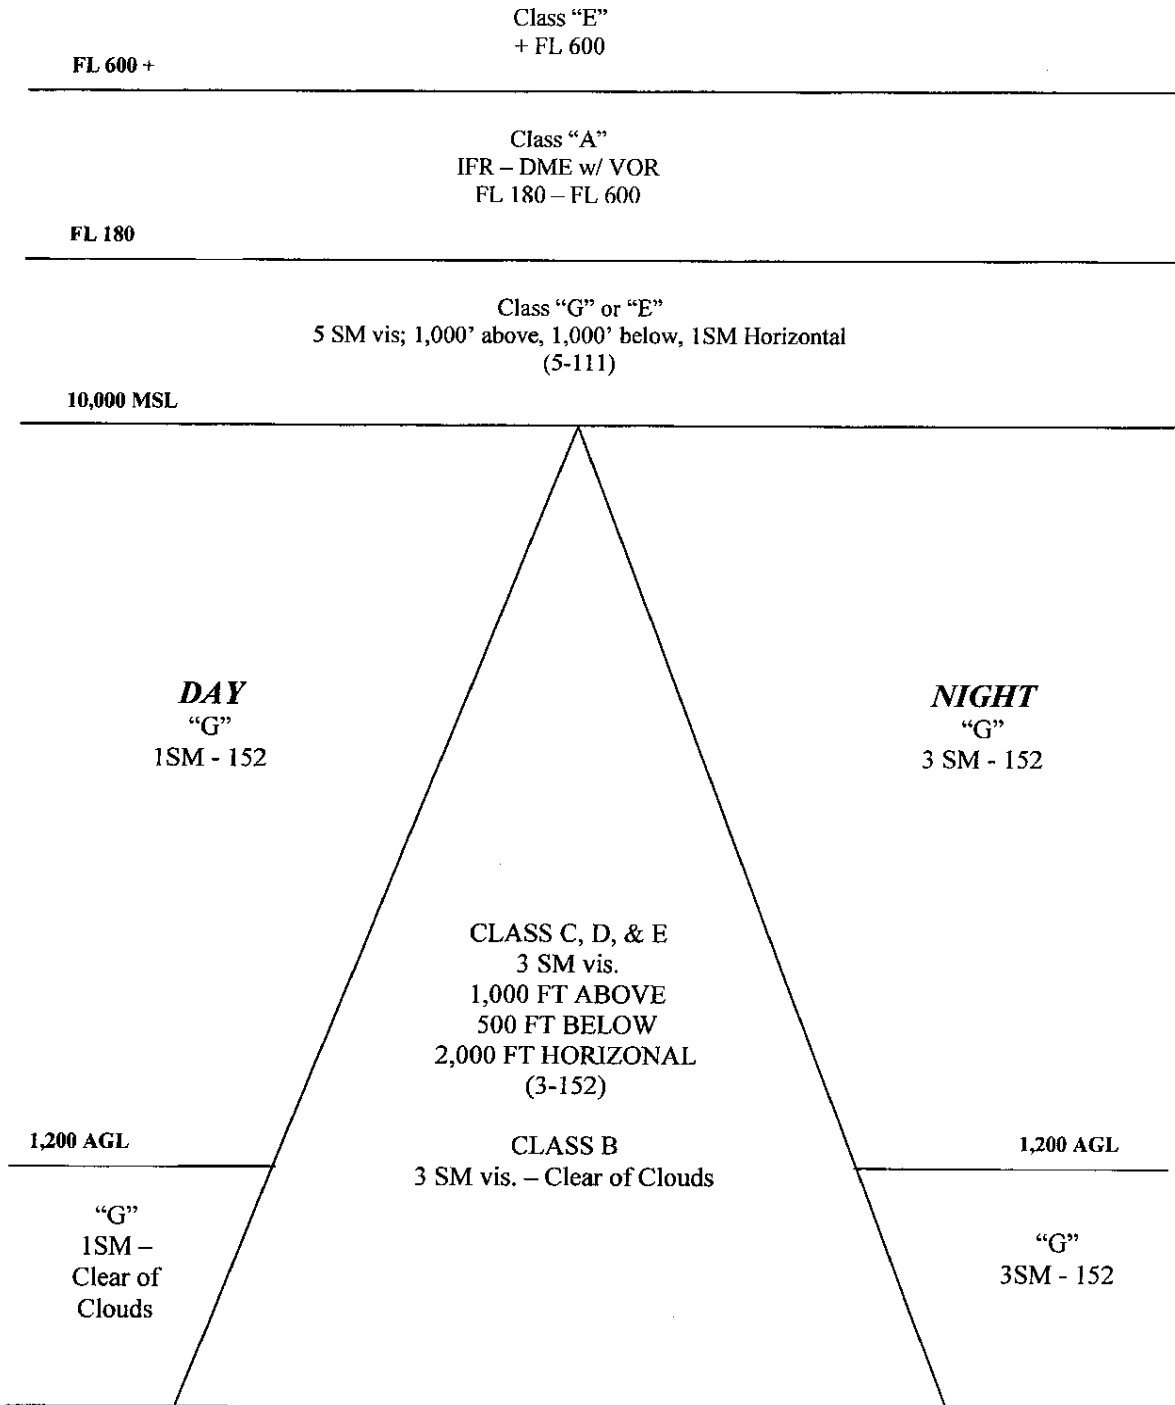 Class “E”
+ FL 600
FL 600 +
Class “A”
IFR – DME w/ VOR
FL 180 – FL 600
FL 180
Class “G” or “E”
5 SM vis; 1,000’ above, 1,000’ below, 1SM Horizontal
(5-111)
10,000 MSL
DAY
“G”
1SM - 152
NIGHT
“G”
3 SM - 152
CLASS C, D, & E
3 SM vis.
1,000 FT ABOVE
500 FT BELOW
2,000 FT HORIZONAL
(3-152)
CLASS B
3 SM vis. – Clear of Clouds
1,200 AGL
“G”
1SM –
Clear of
Clouds
1,200 AGL
“G”
3SM - 152